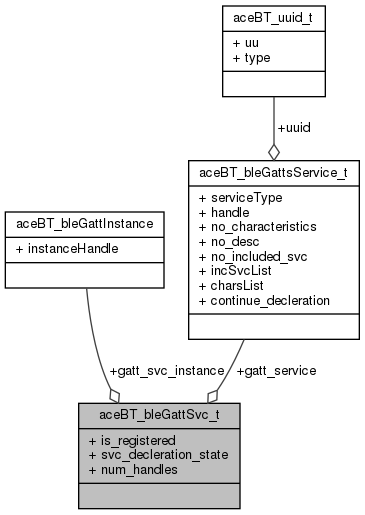 aceBT_uuid_t
+ uu
+ type
+uuid
aceBT_bleGattsService_t
+ serviceType
+ handle
+ no_characteristics
+ no_desc
+ no_included_svc
+ incSvcList
+ charsList
+ continue_decleration
aceBT_bleGattInstance
+ instanceHandle
+gatt_svc_instance
+gatt_service
aceBT_bleGattSvc_t
+ is_registered
+ svc_decleration_state
+ num_handles